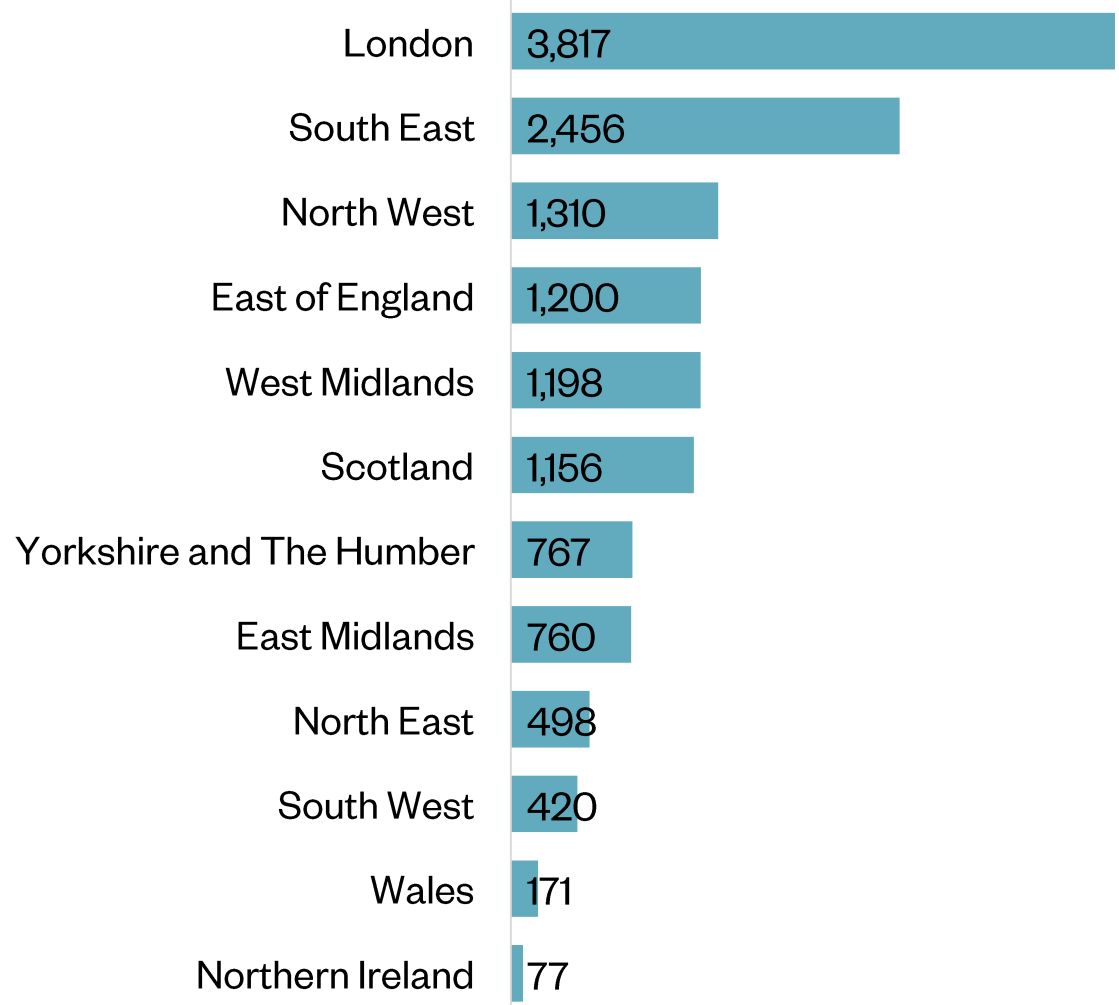 London 3,817
South East 2,456
North West 1,310
East of England 1,200
West Midlands 1,198
Scotland 1,156
Yorkshire and The Humber 767
East Midlands 760
North East 498
South West 420
Wales 171
Northern Ireland 77